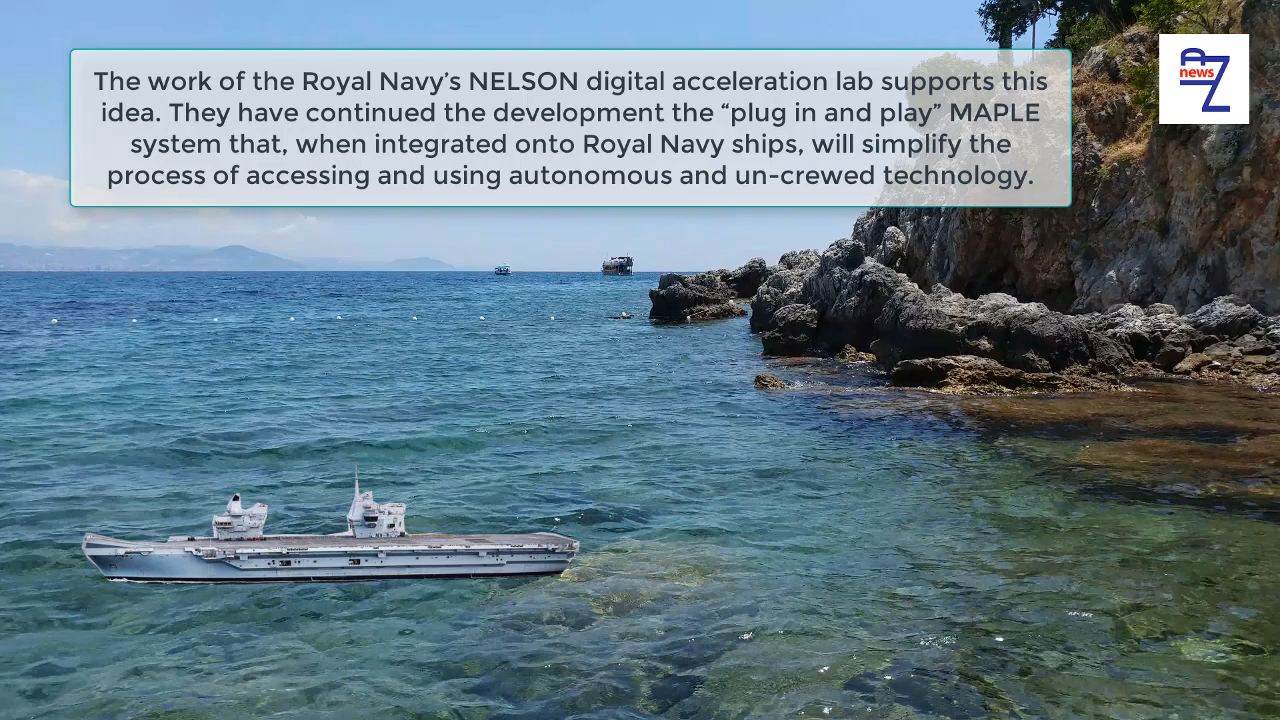 The work of the Royal Navy’s NELSON digital acceleration lab supports this
idea. They have continued the development the “plug in and play” MAPLE
system that, when integrated onto Royal Navy ships, will simplify the
process of accessing and using autonomous and un-crewed technology.
AZ
news